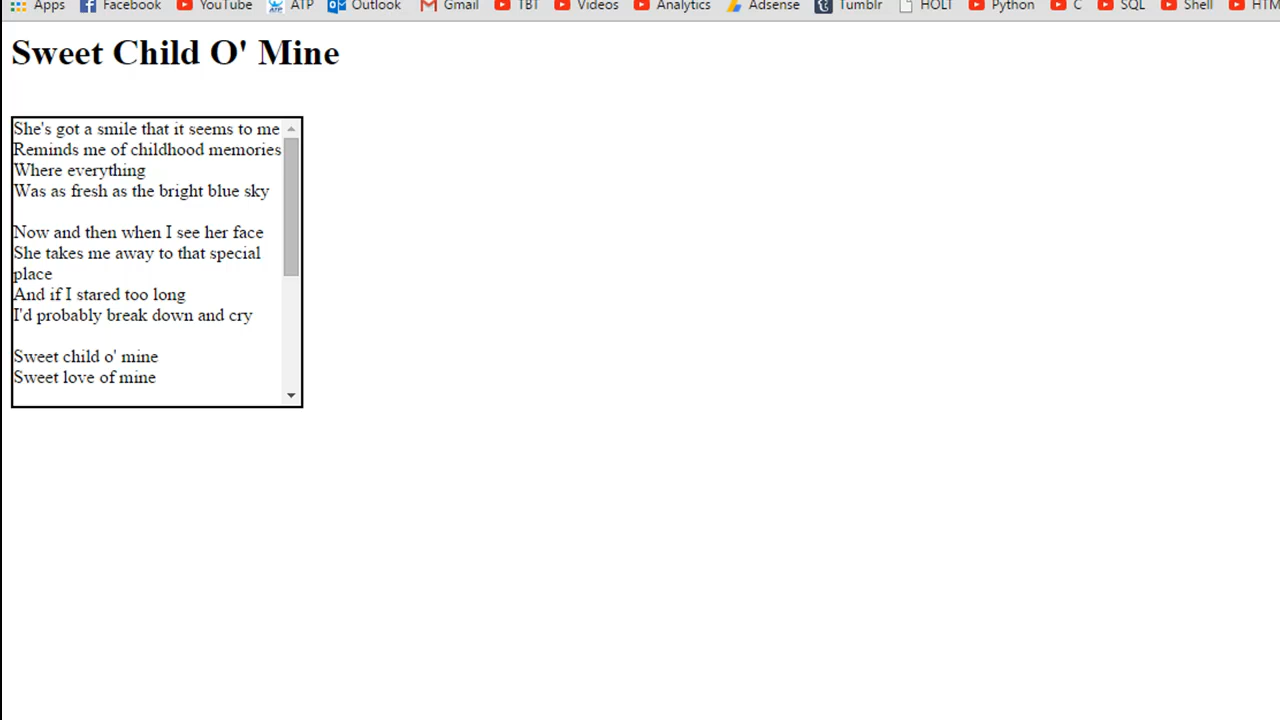 Apps Facebook YouTube ATP Outlook Gmail TBT Videos Analytics Adsense Tumblr HOLT Python C SQL Shell HTM
Sweet Child O' Mine
She's got a smile that it seems to me
Reminds me of childhood memories
Where everything
Was as fresh as the bright blue sky
Now and then when I see her face
She takes me away to that special
place
And if I stared too long
I'd probably break down and cry
Sweet child o' mine
Sweet love of mine